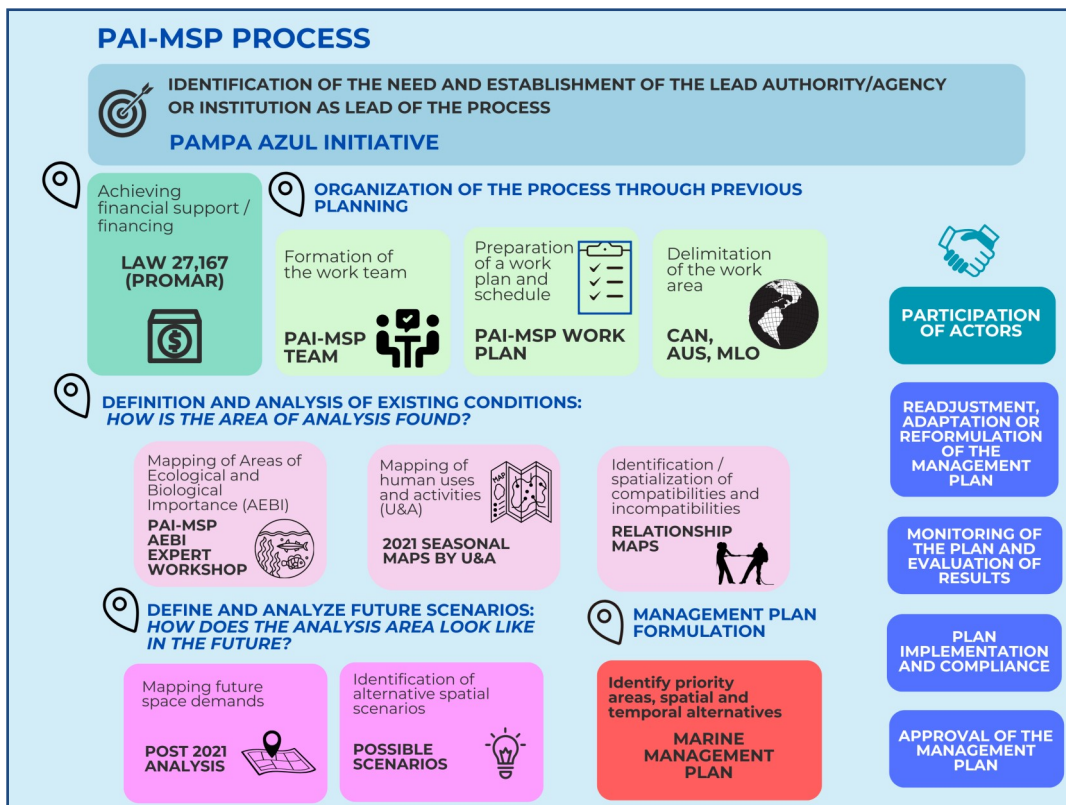 PAI-MSP PROCESS
IDENTIFICATION OF THE NEED AND ESTABLISHMENT OF THE LEAD AUTHORITY/AGENCY
OR INSTITUTION AS LEAD OF THE PROCESS
PAMPA AZUL INITIATIVE
Achieving
financial support /
financing
LAW 27,167
(PROMAR)
ORGANIZATION OF THE PROCESS THROUGH PREVIOUS
PLANNING
Formation of
the work team
PAI-MSP
TEAM
Preparation
of a work
plan and
schedule
PAI-MSP WORK
PLAN
Delimitation
of the work
area
CAN,
AUS, MLO
DEFINITION AND ANALYSIS OF EXISTING CONDITIONS:
HOW IS THE AREA OF ANALYSIS FOUND?
Mapping of Areas of
Ecological and
Biological
Importance (AEBI)
PAI-MSP
AEBI
EXPERT
WORKSHOP
Mapping of
human uses
and activities
(U&A)
MAP
2021 SEASONAL
MAPS BY U&A
Identification /
spatialization of
compatibilities and
incompatibilities
RELATIONSHIP
MAPS
DEFINE AND ANALYZE FUTURE SCENARIOS:
HOW DOES THE ANALYSIS AREA LOOK LIKE
IN THE FUTURE?
Mapping future
space demands
POST 2021
ANALYSIS
Identification of
alternative spatial
scenarios
POSSIBLE
SCENARIOS
MANAGEMENT PLAN
FORMULATION
Identify priority
areas, spatial and
temporal alternatives
MARINE
MANAGEMENT
PLAN
PARTICIPATION
OF ACTORS
READJUSTMENT,
ADAPTATION OR
REFORMULATION
OF THE
MANAGEMENT
PLAN
MONITORING OF
THE PLAN AND
EVALUATION OF
RESULTS
PLAN
IMPLEMENTATION
AND COMPLIANCE
APPROVAL OF THE
MANAGEMENT
PLAN